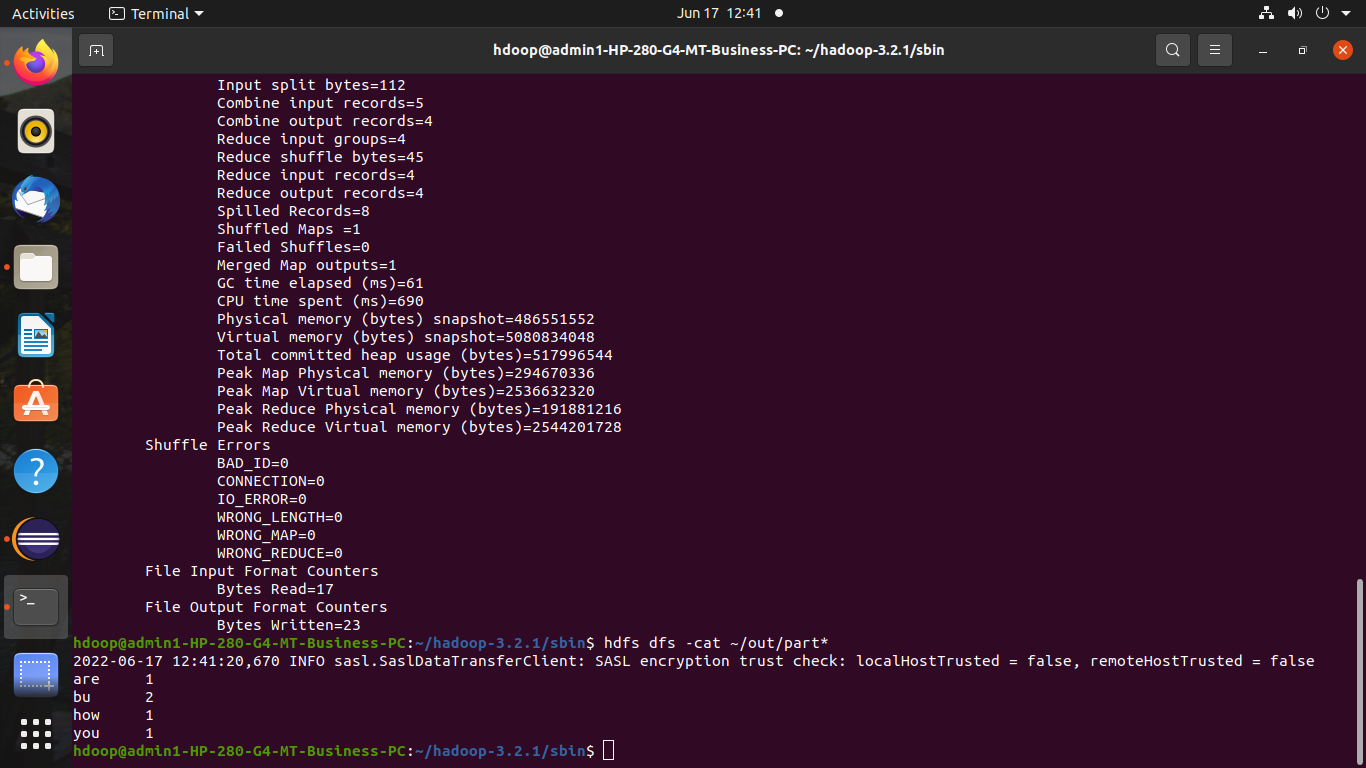 Activities Terminal Jun 17 12:41
hdoop@admin1-HP-280-G4-MT-Business-PC: ~/hadoop-3.2.1/sbin
Input split bytes=112
Combine input records=5
Combine output records=4
Reduce input groups=4
Reduce shuffle bytes=45
Reduce input records=4
Reduce output records=4
Spilled Records=8
Shuffled Maps =1
Failed Shuffles=0
Merged Map outputs=1
GC time elapsed (ms)=61
CPU time spent (ms)=690
Physical memory (bytes) snapshot=486551552
Virtual memory (bytes) snapshot=5080834048
Total committed heap usage (bytes)=517996544
Peak Map Physical memory (bytes)=294670336
Peak Map Virtual memory (bytes)=2536632320
Peak Reduce Physical memory (bytes)=191881216
Peak Reduce Virtual memory (bytes)=2544201728
Shuffle Errors
BAD_ID=0
CONNECTION=0
IO_ERROR=0
WRONG_LENGTH=0
WRONG_MAP=0
WRONG_REDUCE=0
File Input Format Counters
Bytes Read=17
File Output Format Counters
Bytes Written=23
hdoop@admin1-HP-280-G4-MT-Business-PC:~/hadoop-3.2.1/sbin$ hdfs dfs -cat ~/out/part*
2022-06-17 12:41:20,670 INFO sasl.SaslDataTransferClient: SASL encryption trust check: localHostTrusted = false, remoteHostTrusted = false
are 1
bu 2
how 1
you 1
hdoop@admin1-HP-280-G4-MT-Business-PC:~/hadoop-3.2.1/sbin$